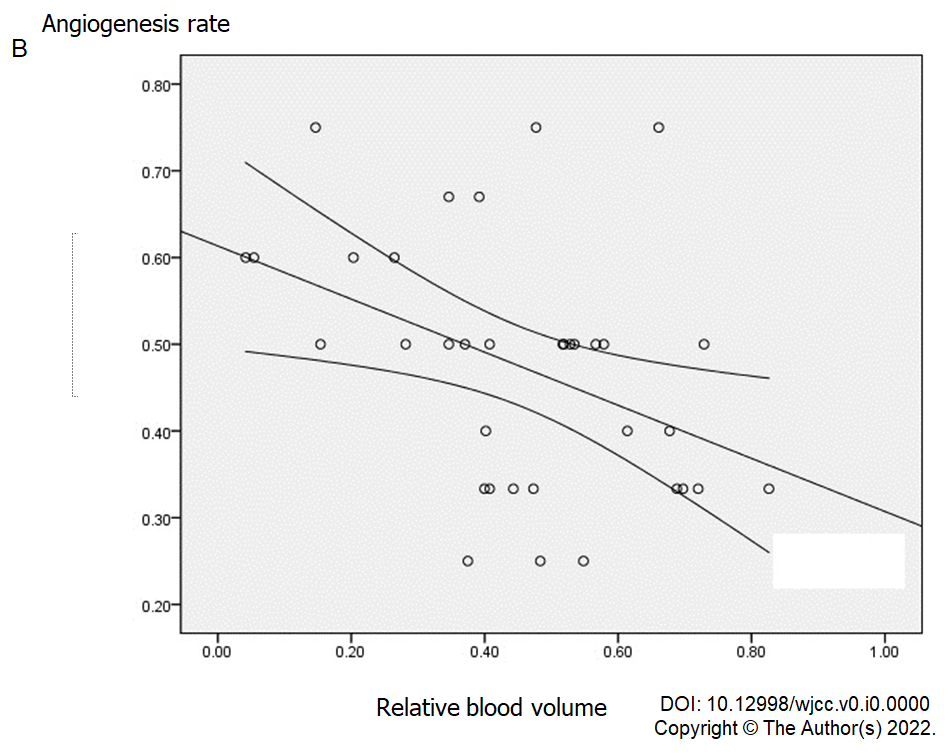 Angiogenesis rate
B
0.80
0.70
0.60
0.50
0.40
0.30
0.20
0.00 0.20 0.40 0.60 0.80 1.00
Relative blood volume
DOI: 10.12998/wjcc.v0.i0.0000
Copyright © The Author(s) 2022.